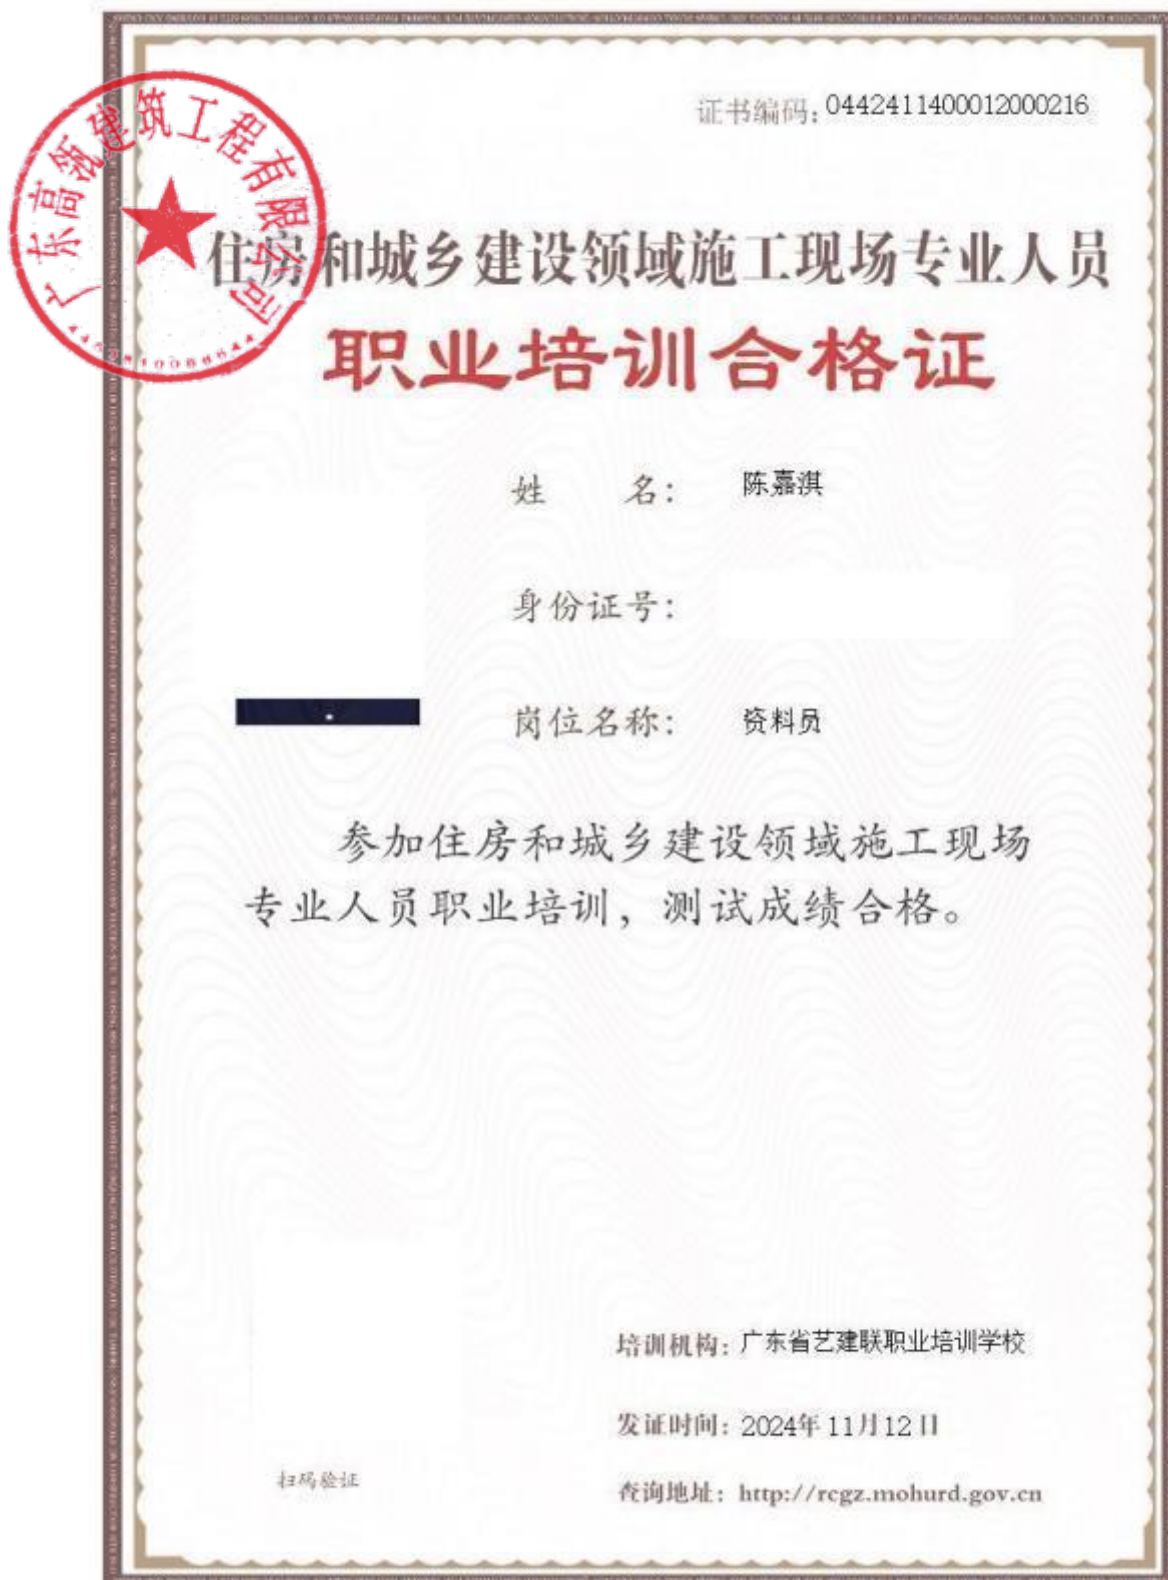 证书编码: 0442411400012000216
广东高瓴建筑工程有限公司
住房和城乡建设领域施工现场专业人员
职业培训合格证
姓 名: 陈嘉淇
身份证号:
岗位名称: 资料员
参加住房和城乡建设领域施工现场
专业人员职业培训，测试成绩合格。
培训机构: 广东省艺建联职业培训学校
发证时间: 2024年11月12日
扫码验证
查询地址: http://rcgz.mohurd.gov.cn